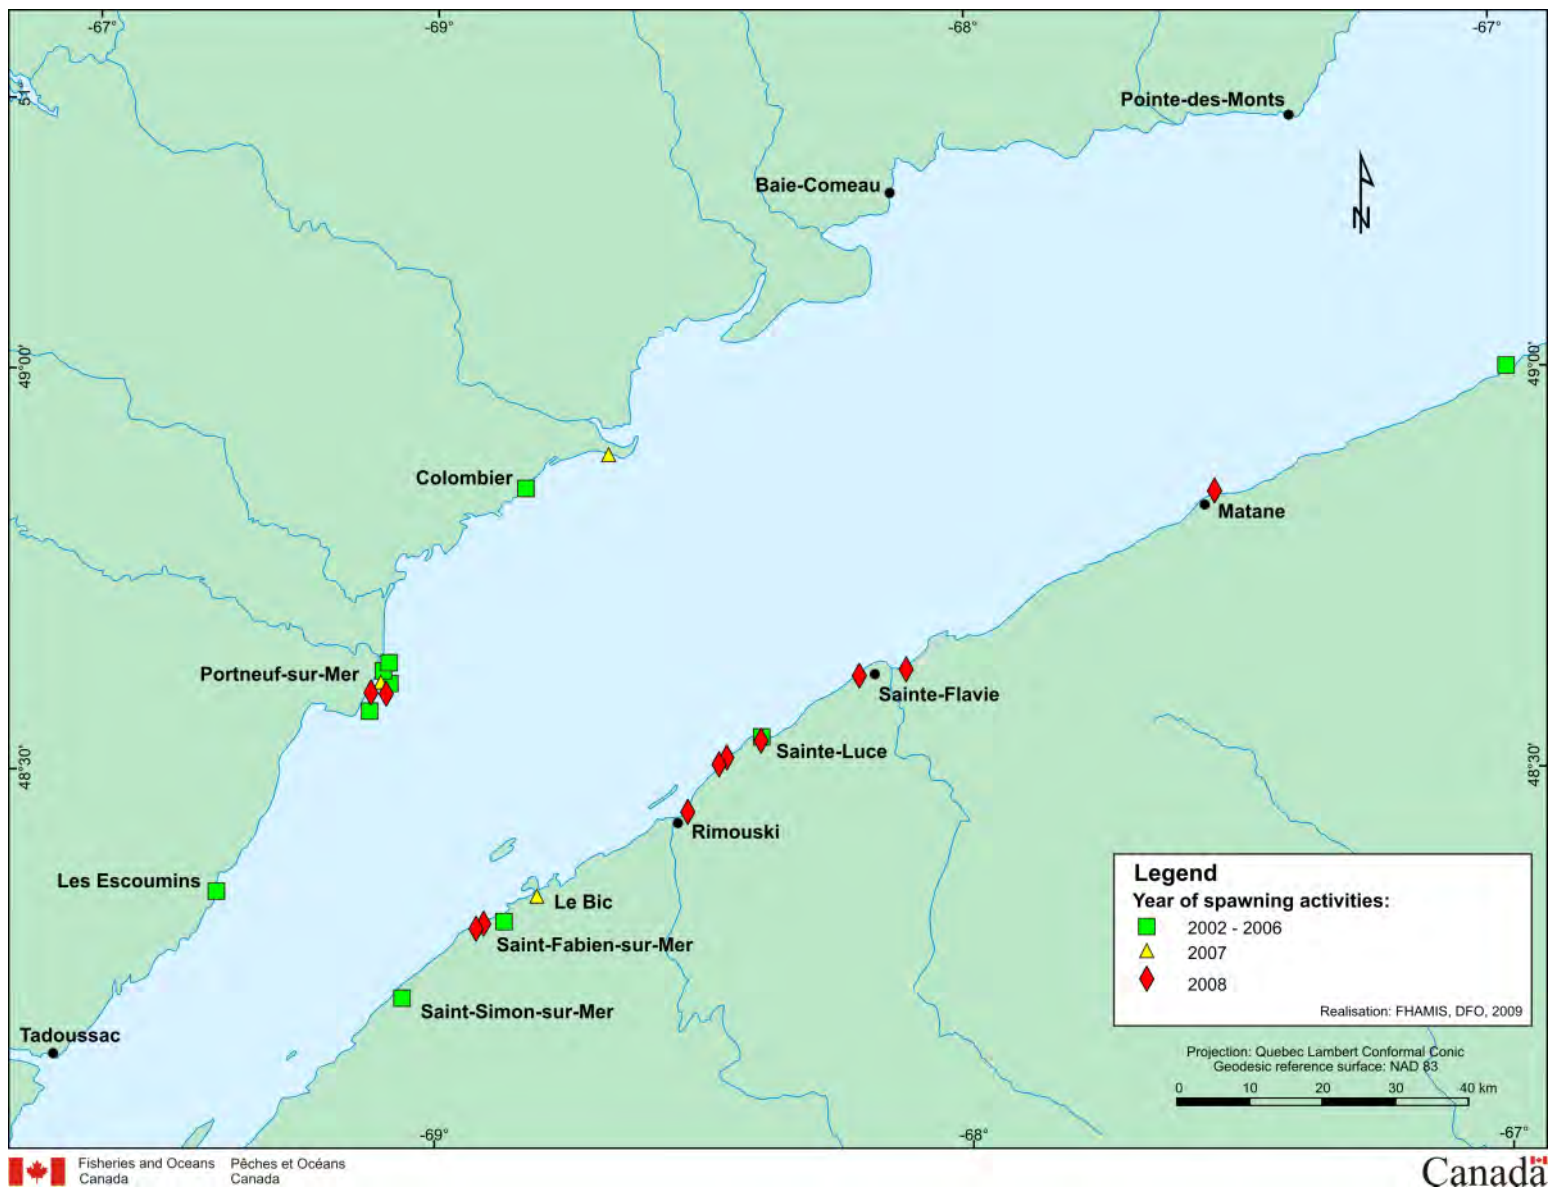 -67° -69° -68° -67°
51°
Pointe-des-Monts
Baie-Comeau
49°00' 49°00'
Colombier
Matane
Portneuf-sur-Mer
Sainte-Flavie
Sainte-Luce
48°30' 48°30'
Rimouski
Les Escoumins
Le Bic
Saint-Fabien-sur-Mer
Saint-Simon-sur-Mer
Tadoussac
N
Legend
Year of spawning activities:
2002 - 2006
2007
2008
Realisation: FHAMIS, DFO, 2009
Projection: Quebec Lambert Conformal Conic
Geodesic reference surface: NAD 83
0 10 20 30 40 km
-69° -68° -67°
Fisheries and Oceans Pêches et Océans
Canada Canada
Canada